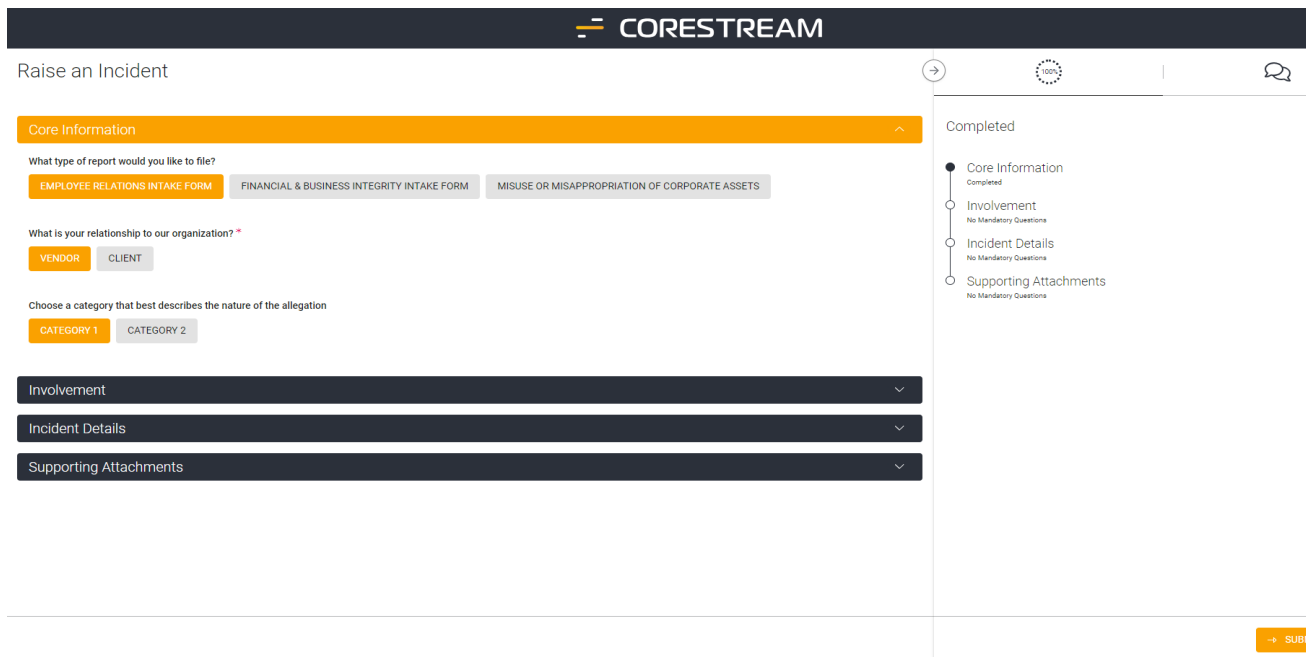 CORESTREAM
Raise an Incident
100%
Core Information
Completed
What type of report would you like to file?
EMPLOYEE RELATIONS INTAKE FORM FINANCIAL & BUSINESS INTEGRITY INTAKE FORM MISUSE OR MISAPPROPRIATION OF CORPORATE ASSETS
Core Information
Completed
Involvement
No Mandatory Questions
What is your relationship to our organization? *
VENDOR CLIENT
Incident Details
No Mandatory Questions
Supporting Attachments
No Mandatory Questions
Choose a category that best describes the nature of the allegation
CATEGORY 1 CATEGORY 2
Involvement
Incident Details
Supporting Attachments